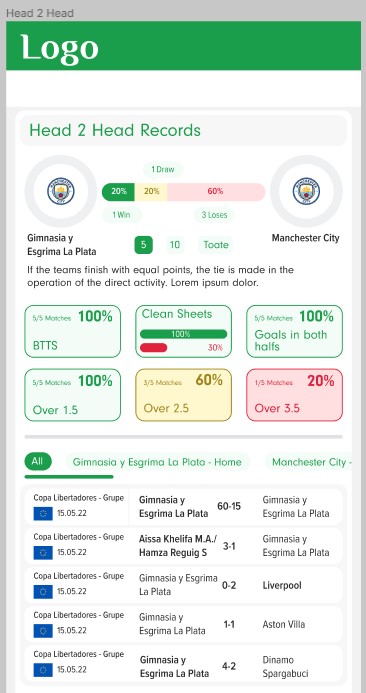 Head 2 Head
Logo
Head 2 Head Records
1 Draw
20%
20%
60%
1 Win
3 Loses
Gimnasia y
Esgrima La Plata
5
10
Toate
Manchester City
If the teams finish with equal points, the tie is made in the
operation of the direct activity. Lorem ipsum dolor.
5/5 Matches 100%
BTTS
Clean Sheets
100%
30%
5/5 Matches 100%
Goals in both
halfs
5/5 Matches 100%
Over 1.5
3/5 Matches 60%
Over 2.5
1/5 Matches 20%
Over 3.5
All
Gimnasia y Esgrima La Plata - Home
Manchester City -
Copa Libertadores - Grupe
15.05.22
Gimnasia y
Esgrima La Plata
60-15
Gimnasia y
Esgrima La Plata
Copa Libertadores - Grupe
15.05.22
Aissa Khelifa M.A./
Hamza Reguig S
3-1
Gimnasia y
Esgrima La Plata
Copa Libertadores - Grupe
15.05.22
Gimnasia y Esgrima
La Plata
0-2
Liverpool
Copa Libertadores - Grupe
15.05.22
Gimnasia y
Esgrima La Plata
1-1
Aston Villa
Copa Libertadores - Grupe
15.05.22
Gimnasia y
Esgrima La Plata
4-2
Dinamo
Spargabuci